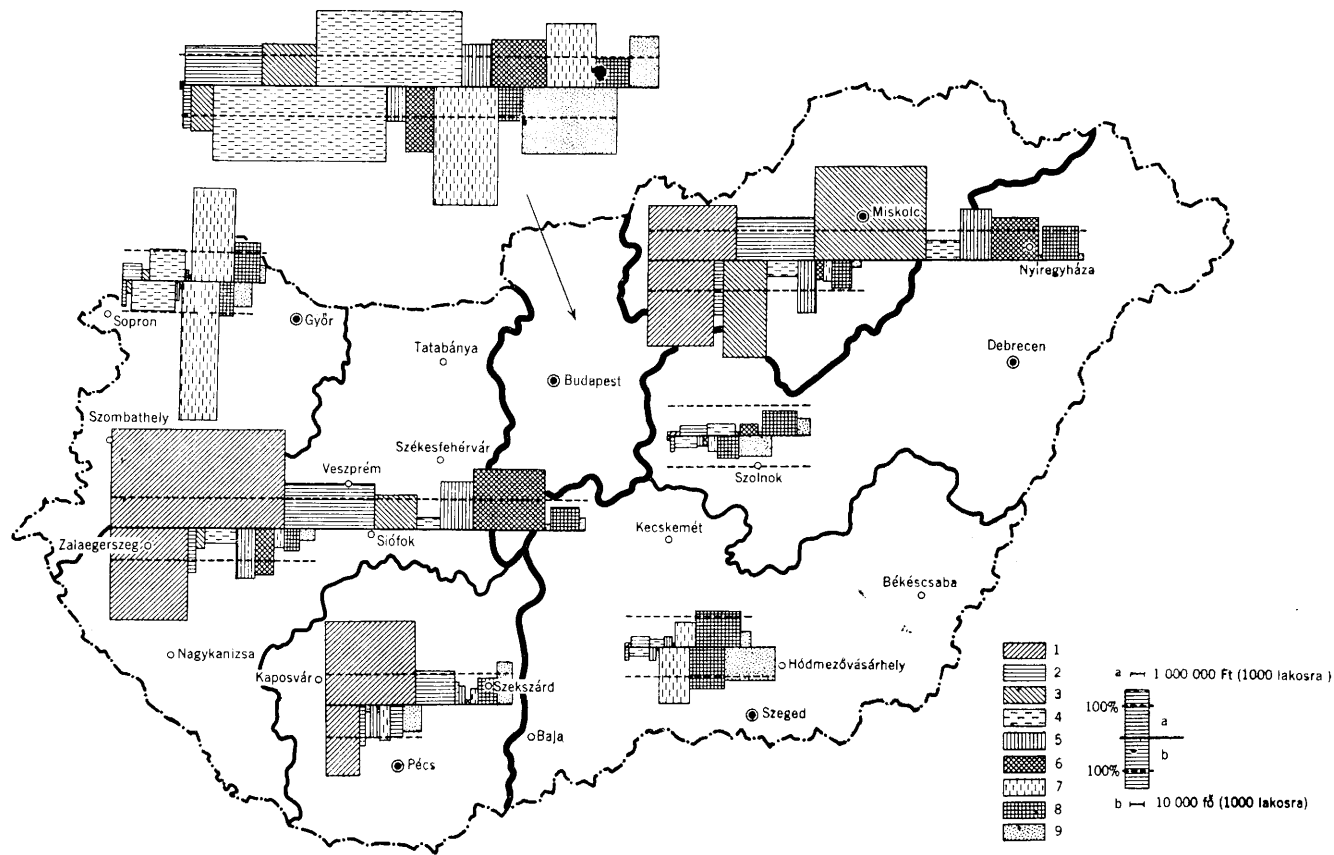 Miskolc
Nyíregyháza
Sopron
Győr
Tatabánya
Budapest
Debrecen
Szombathely
Veszprém
Székesfehérvár
Szolnok
Zalaegerszeg
Siófok
Kecskemét
Békéscsaba
Nagykanizsa
Kaposvár
Szekszárd
Hódmezővásárhely
Szeged
Baja
Pécs
1
2
3
4
5
6
7
8
9
a 1 000 000 Ft (1000 lakosra )
100%
a
b
100%
b 10 000 fő (1000 lakosra)